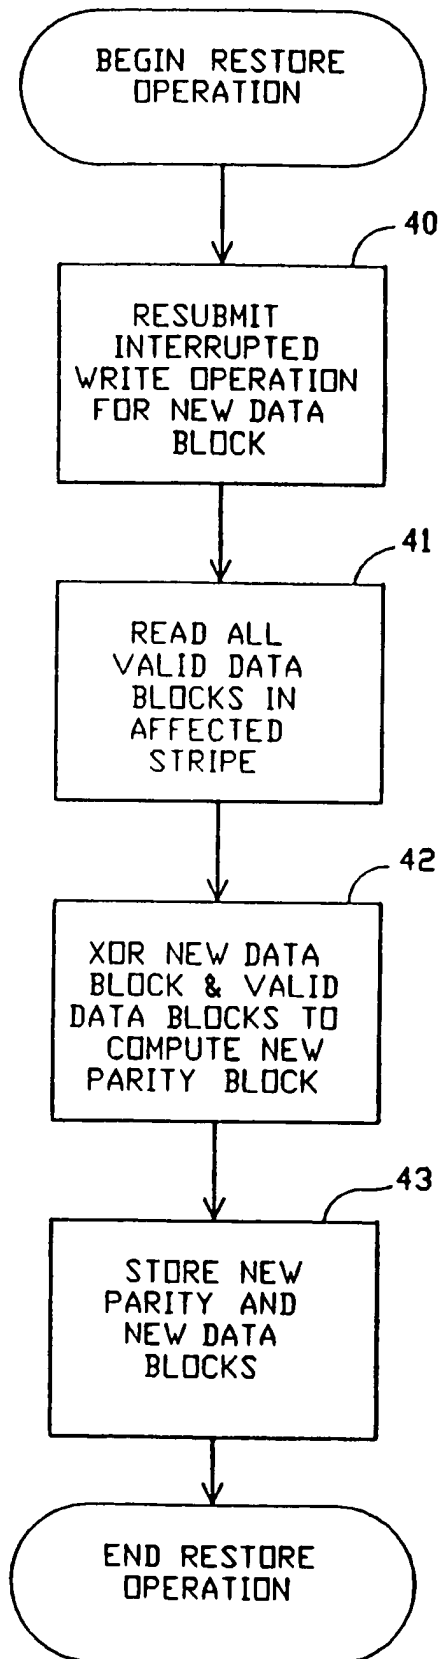 BEGIN RESTORE
OPERATION
40
RESUBMIT
INTERRUPTED
WRITE OPERATION
FOR NEW DATA
BLOCK
41
READ ALL
VALID DATA
BLOCKS IN
AFFECTED
STRIPE
42
XOR NEW DATA
BLOCK & VALID
DATA BLOCKS TO
COMPUTE NEW
PARITY BLOCK
43
STORE NEW
PARITY AND
NEW DATA
BLOCKS
END RESTORE
OPERATION